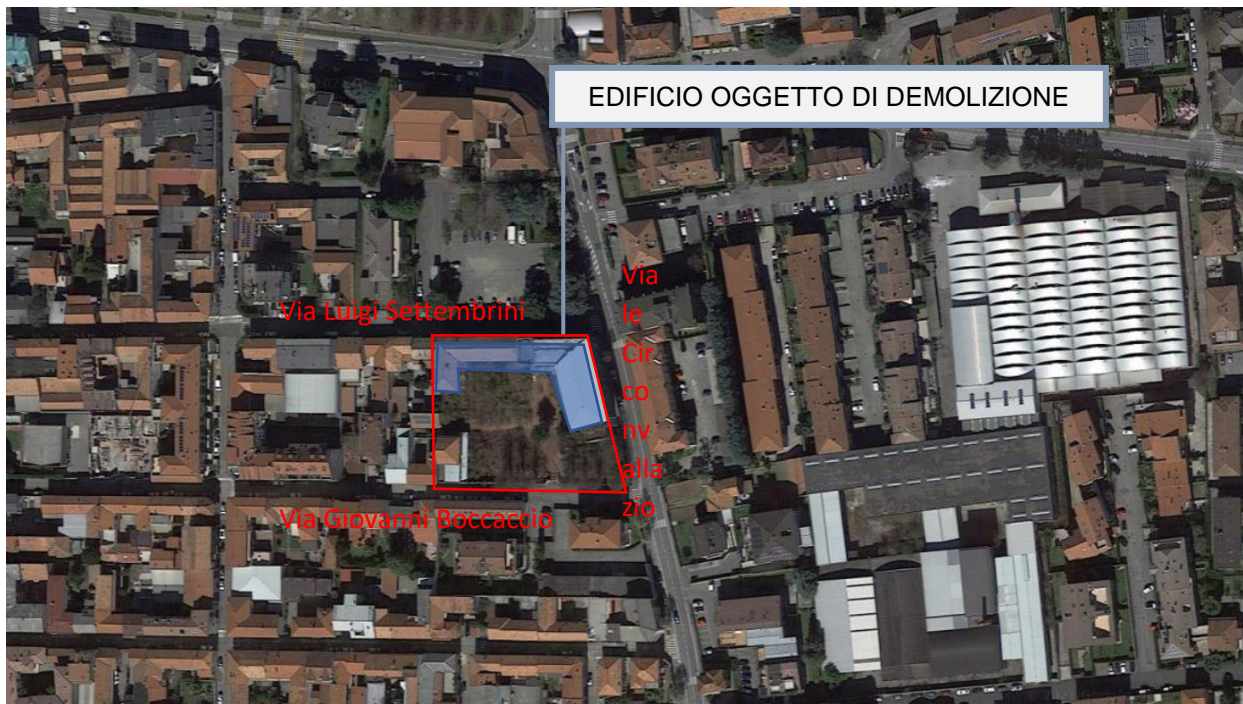 EDIFICIO OGGETTO DI DEMOLIZIONE
Via Luigi Settembrini
Via
le
Cir
co
nv
alla
zio
Via Giovanni Boccaccio